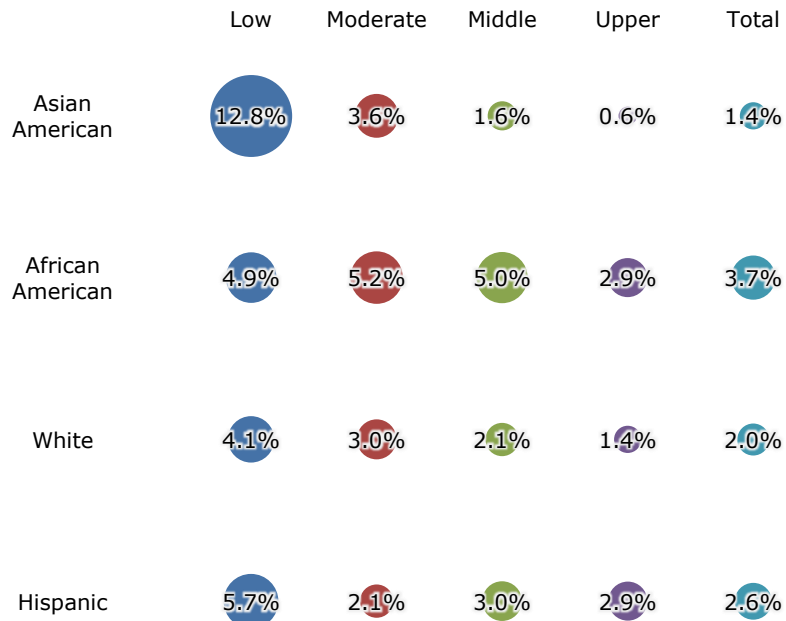 Low Moderate Middle Upper Total
Asian
American
12.8% 3.6% 1.6% 0.6% 1.4%
African
American
4.9% 5.2% 5.0% 2.9% 3.7%
White 4.1% 3.0% 2.1% 1.4% 2.0%
Hispanic 5.7% 2.1% 3.0% 2.9% 2.6%